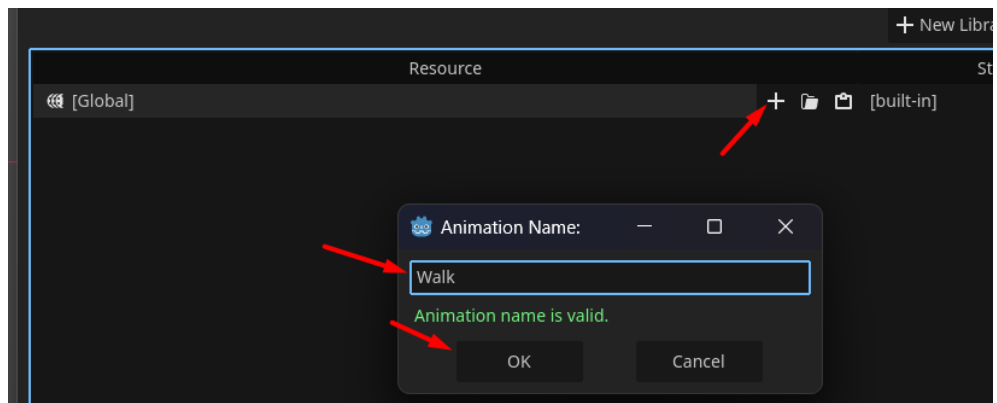 New Libra
Resource
St
[Global]
[built-in]
Animation Name:
Walk
Animation name is valid.
OK
Cancel